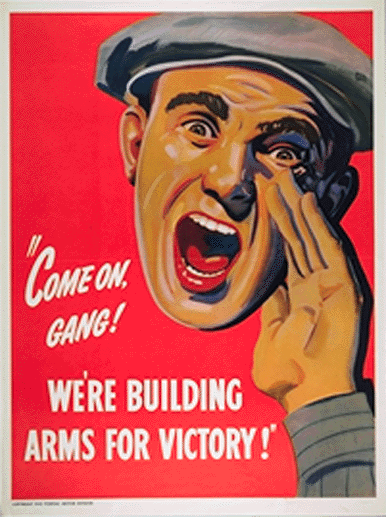 "COME ON,
GANG!
WE'RE BUILDING
ARMS FOR VICTORY!"